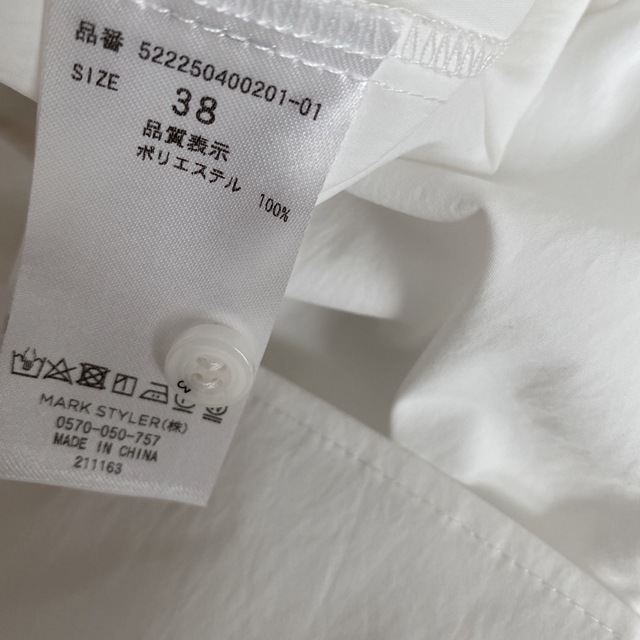 品番 522250400201-01
SIZE 38
品質表示
ポリエステル 100%
MARK STYLER(株)
0570-050-757
MADE IN CHINA
211163